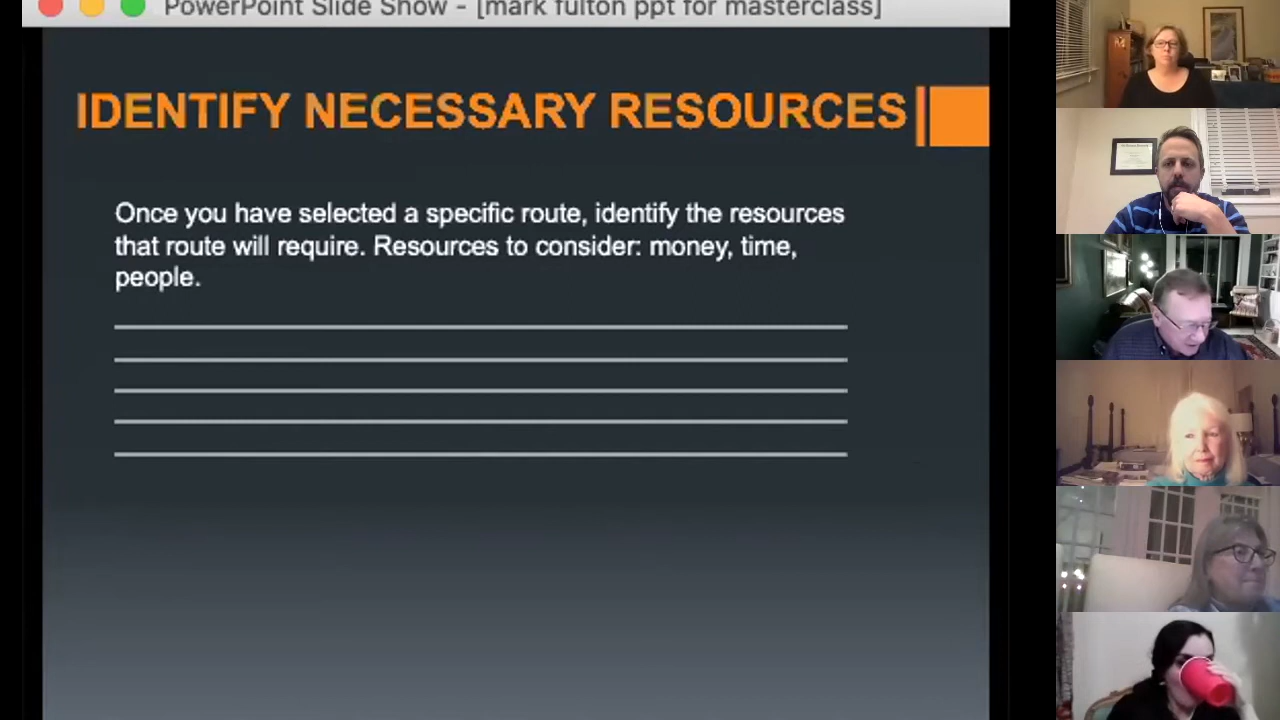 PowerPoint Slide Show - [mark fulton ppt for masterclass]
IDENTIFY NECESSARY RESOURCES
Once you have selected a specific route, identify the resources
that route will require. Resources to consider: money, time,
people.